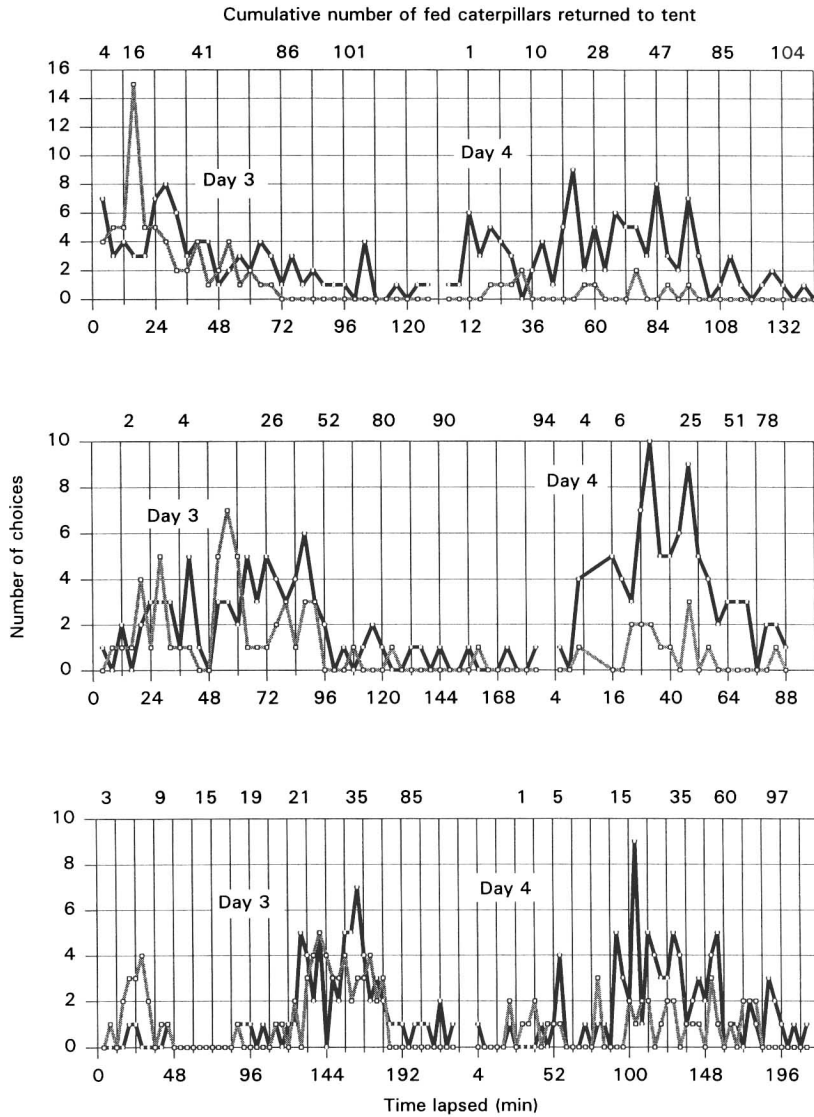 Cumulative number of fed caterpillars returned to tent
4 16 41 86 101 1 10 28 47 85 104
16
14
12
10
8
6
4
2
0
Day 3
Day 4
0 24 48 72 96 120 12 36 60 84 108 132
Number of choices
2 4 26 52 80 90 94 4 6 25 51 78
10
8
6
4
2
0
Day 3
Day 4
0 24 48 72 96 120 144 168 4 16 40 64 88
3 9 15 19 21 35 85 1 5 15 35 60 97
10
8
6
4
2
0
Day 3
Day 4
0 48 96 144 192 4 52 100 148 196
Time lapsed (min)